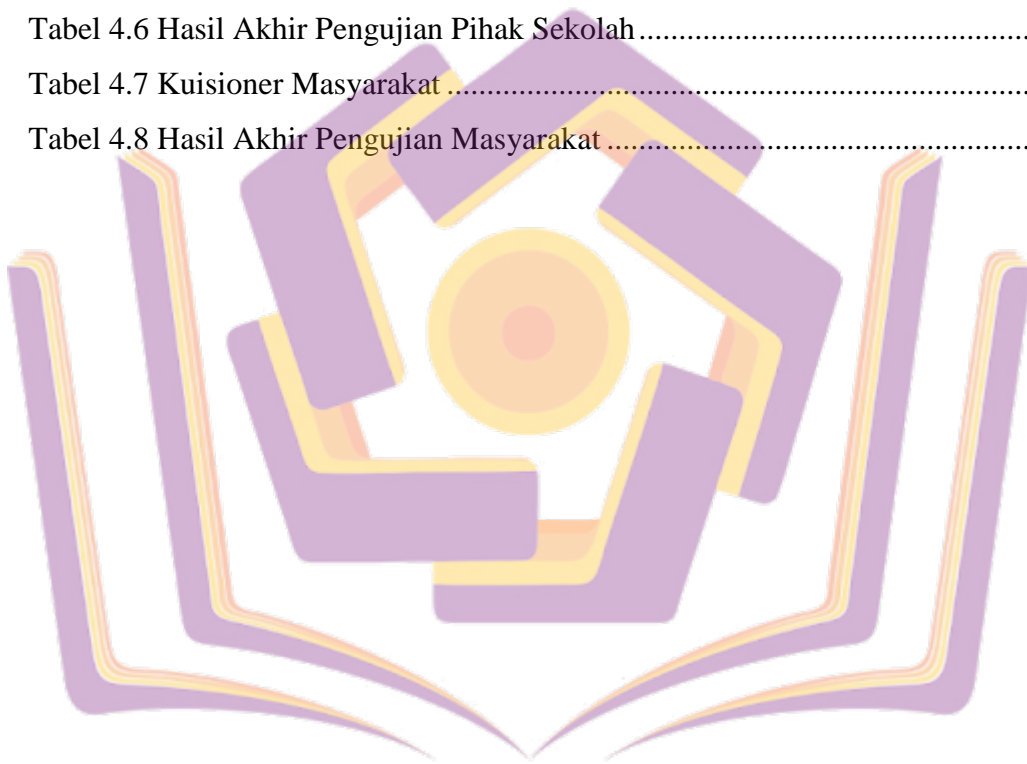 Tabel 4.6 Hasil Akhir Pengujian Pihak Sekolah..............................................
Tabel 4.7 Kuisioner Masyarakat ......................................................................
Tabel 4.8 Hasil Akhir Pengujian Masyarakat ..................................................